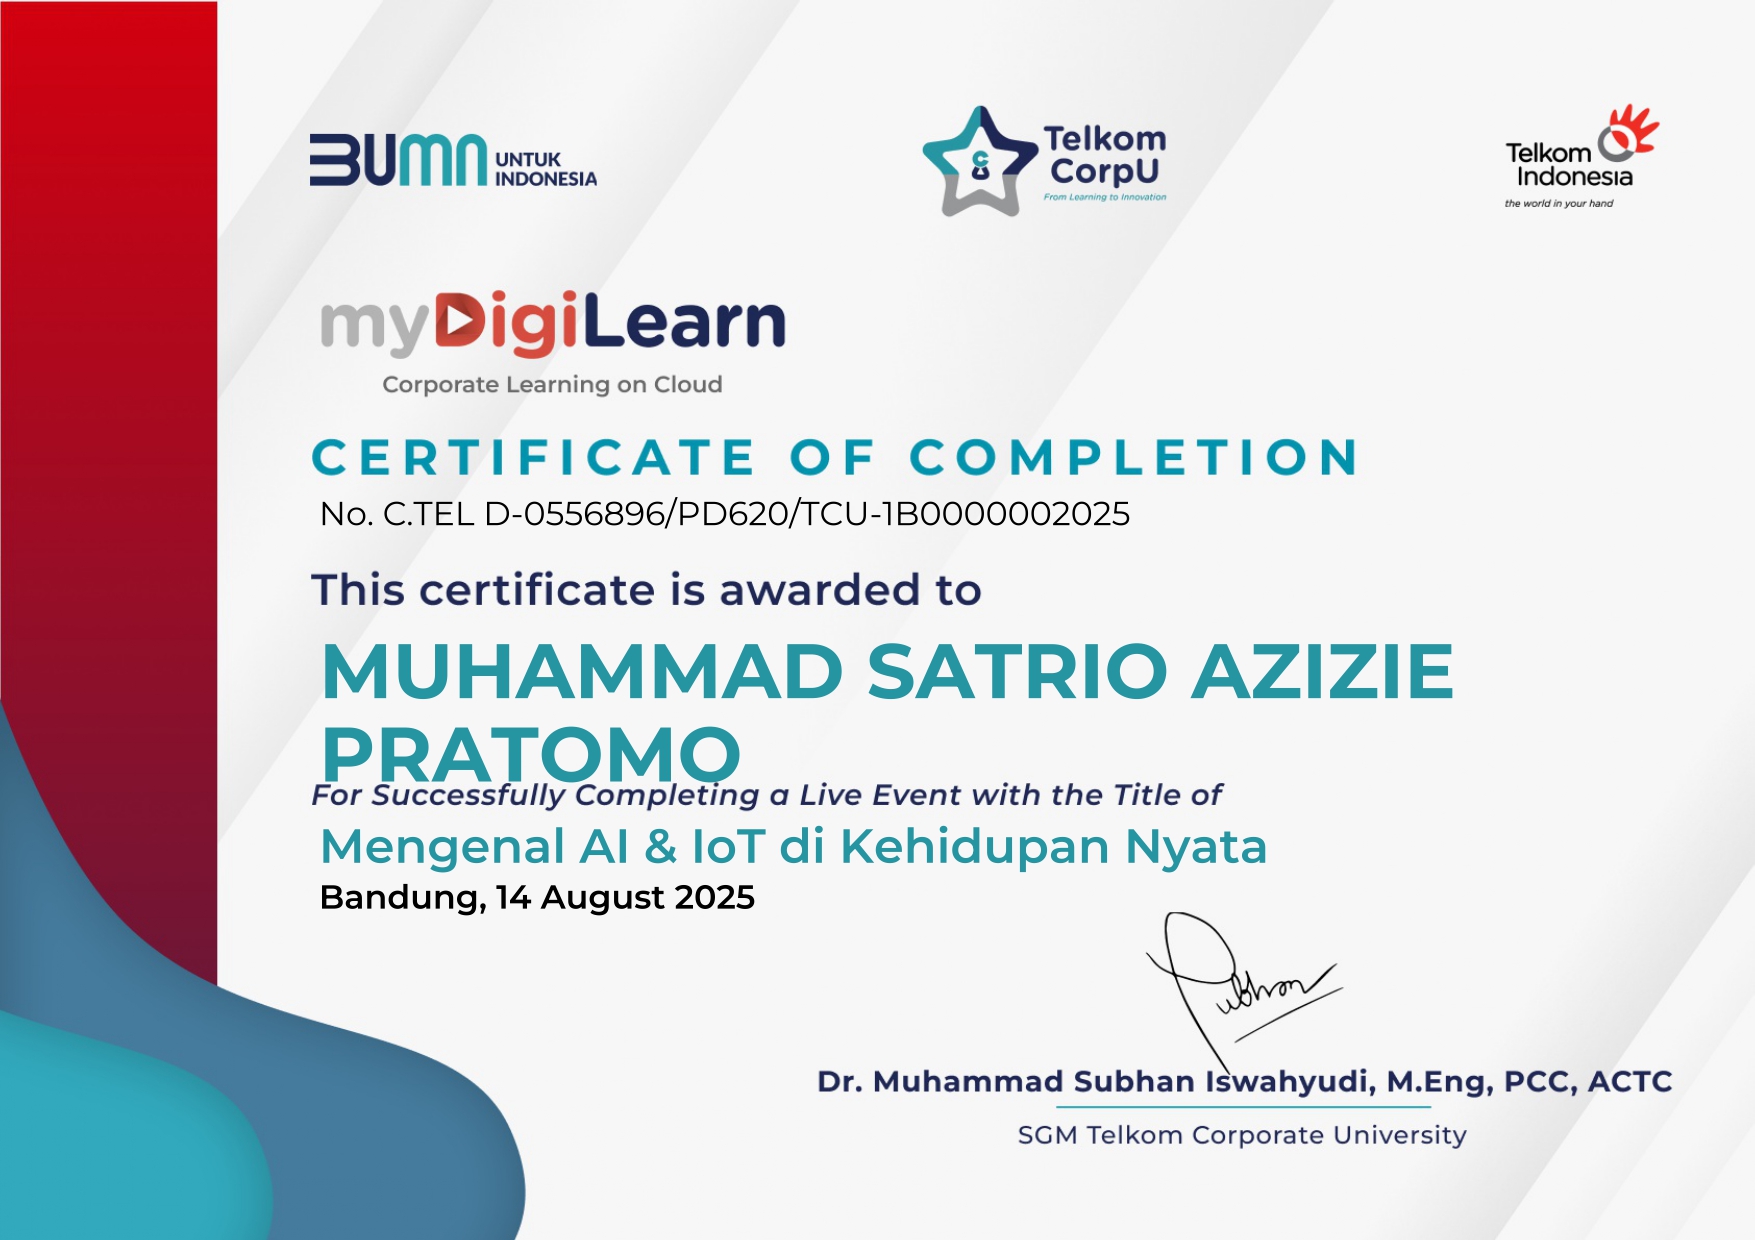 BUMN UNTUK INDONESIA
Telkom CorpU
From Learning to Innovation
Telkom Indonesia
the world in your hand
myDigiLearn
Corporate Learning on Cloud
CERTIFICATE OF COMPLETION
No. C.TEL D-0556896/PD620/TCU-1B0000002025
This certificate is awarded to
MUHAMMAD SATRIO AZIZIE
PRATOMO
For Successfully Completing a Live Event with the Title of
Mengenal AI & IoT di Kehidupan Nyata
Bandung, 14 August 2025
Subhan
Dr. Muhammad Subhan Iswahyudi, M.Eng, PCC, ACTC
SGM Telkom Corporate University